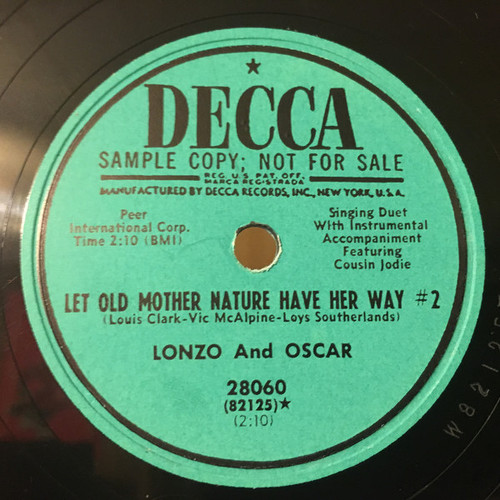 ★
DECCA
SAMPLE COPY; NOT FOR SALE
REG. U.S. PAT. OFF.
MARCA REGISTRADA
MANUFACTURED BY DECCA RECORDS, INC., NEW YORK, U.S.A.
Peer
International Corp.
Time 2:10 (BMI)
Singing Duet
With Instrumental
Accompaniment
Featuring
Cousin Jodie
LET OLD MOTHER NATURE HAVE HER WAY #2
(Louis Clark-Vic McAlpine-Loys Southerlands)
LONZO And OSCAR
28060
(82125)★
(2:10)